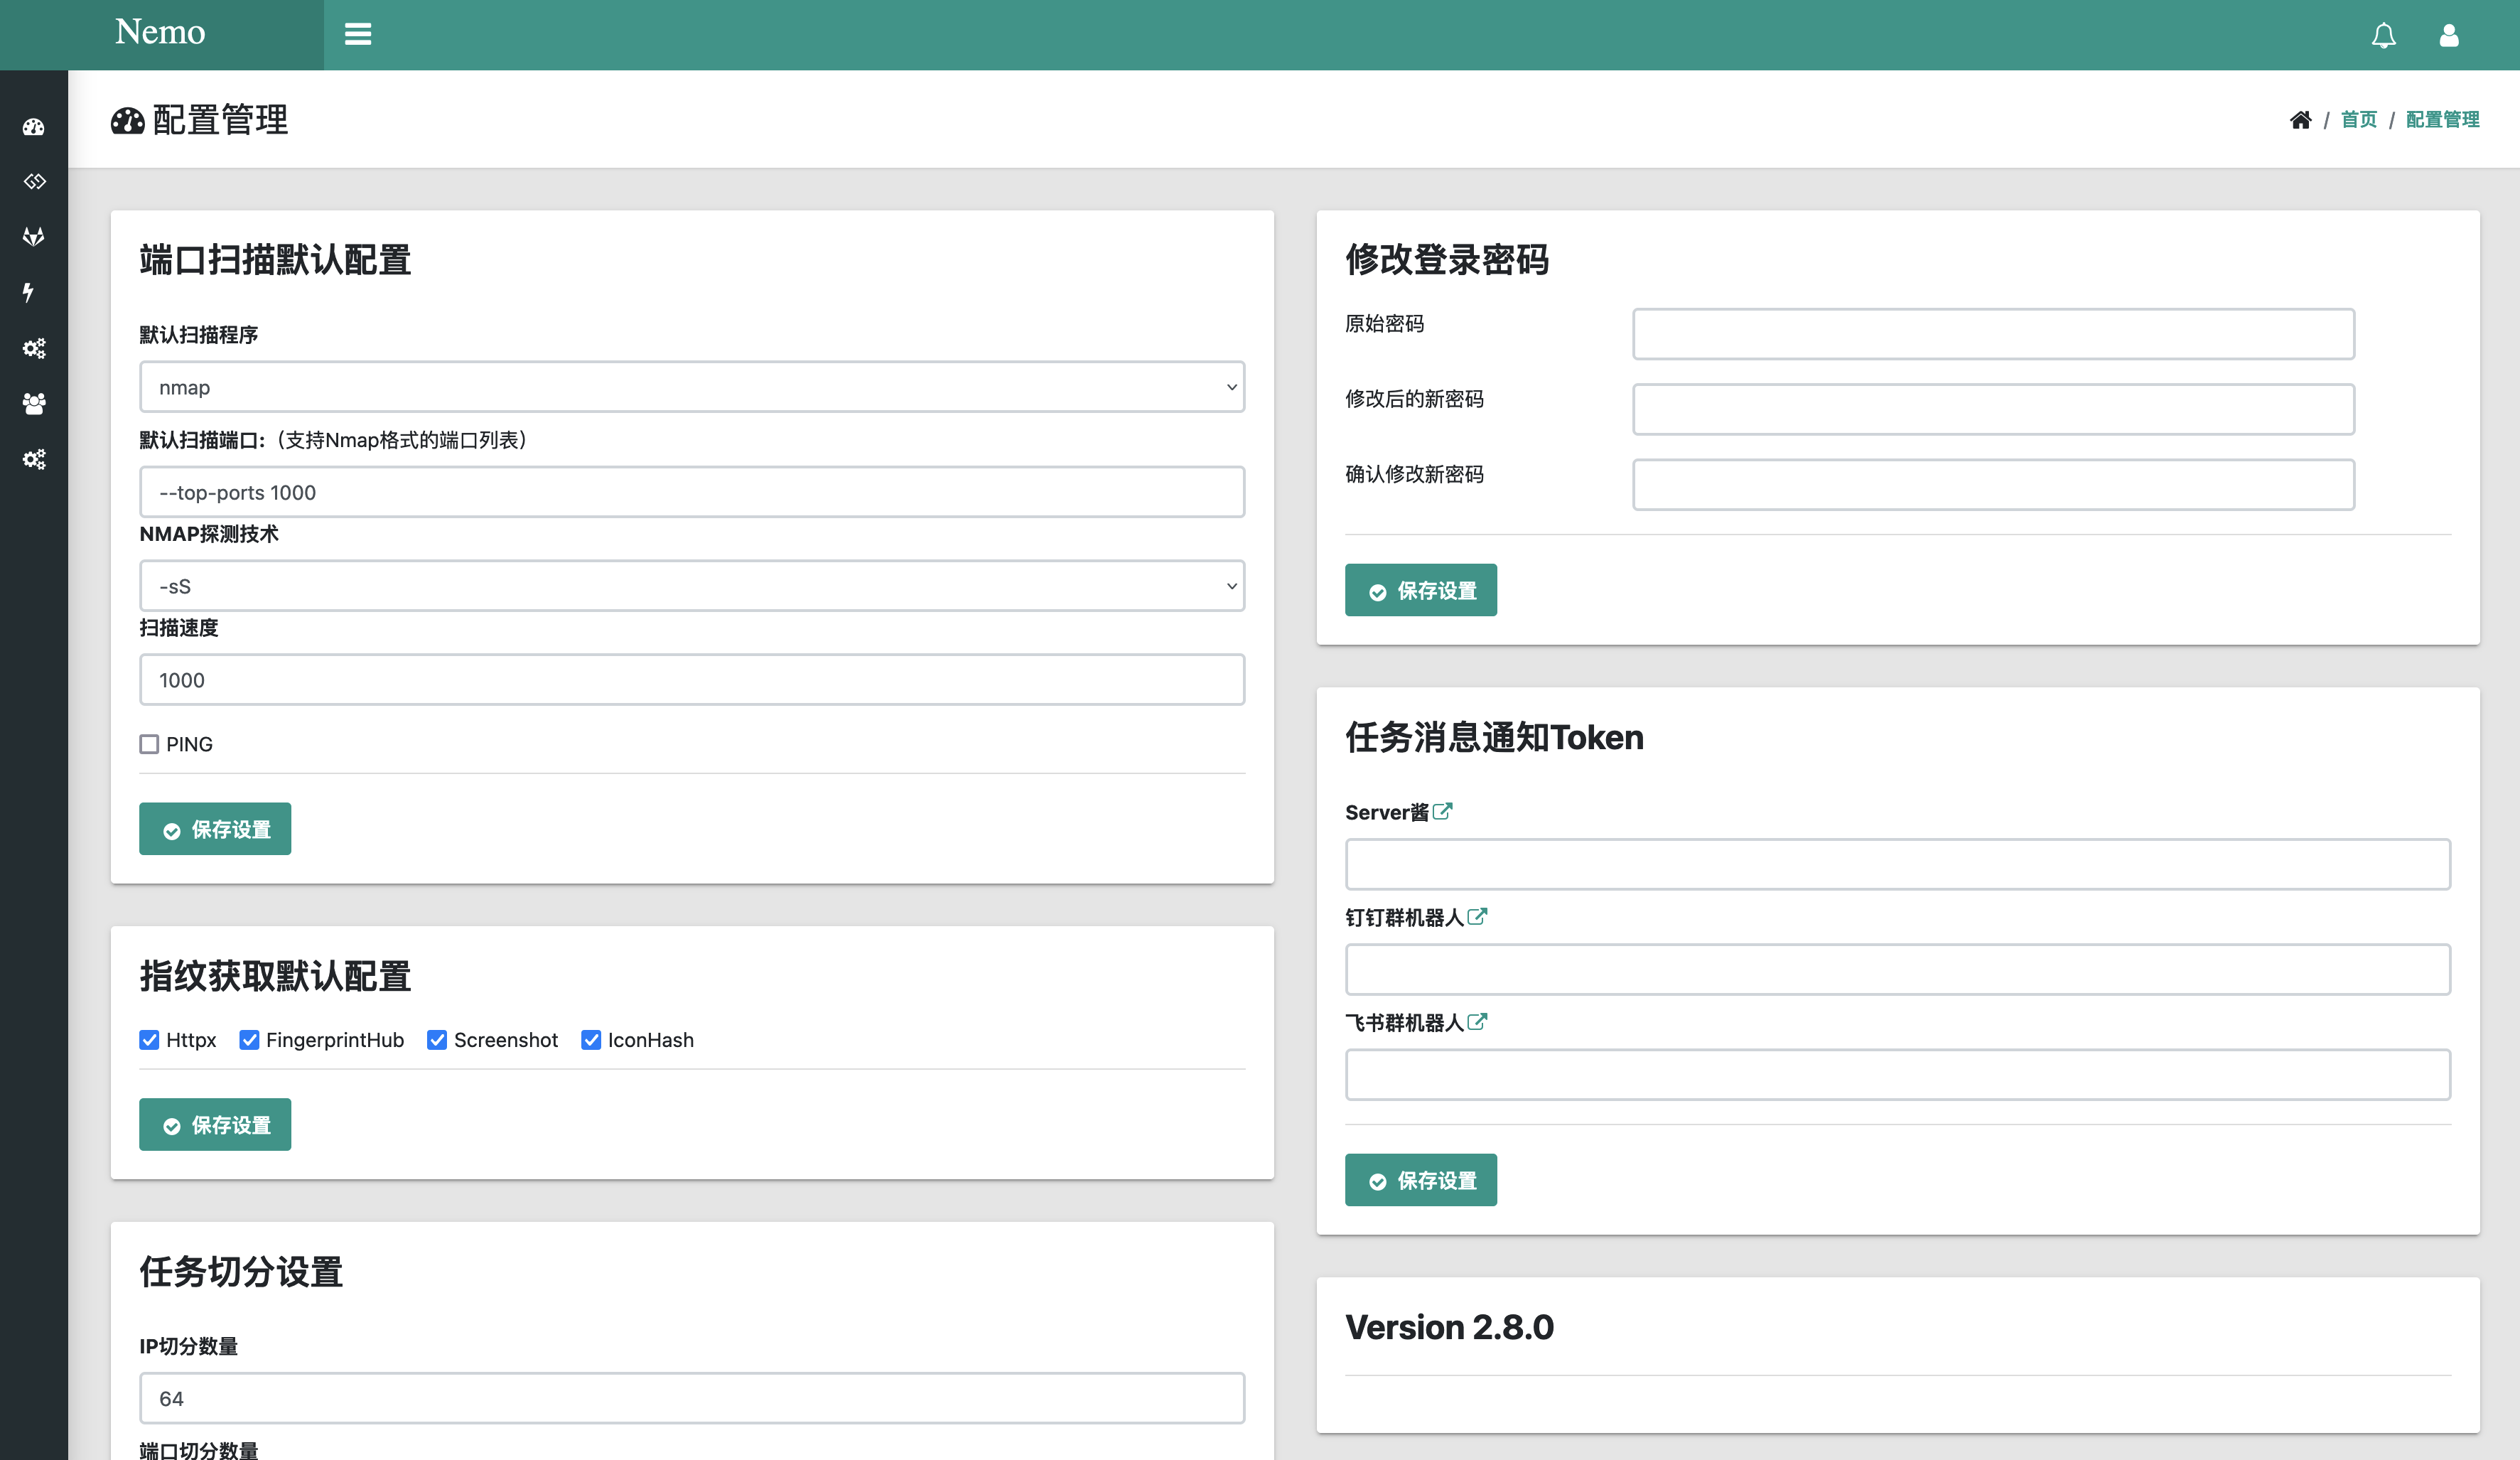 Nemo
配置管理
/ 首页 / 配置管理
端口扫描默认配置
默认扫描程序
nmap
默认扫描端口:（支持Nmap格式的端口列表）
--top-ports 1000
NMAP探测技术
-sS
扫描速度
1000
PING
保存设置
指纹获取默认配置
Httpx FingerprintHub Screenshot IconHash
保存设置
任务切分设置
IP切分数量
64
端口切分数量
修改登录密码
原始密码
修改后的新密码
确认修改新密码
保存设置
任务消息通知Token
Server酱
钉钉群机器人
飞书群机器人
保存设置
Version 2.8.0